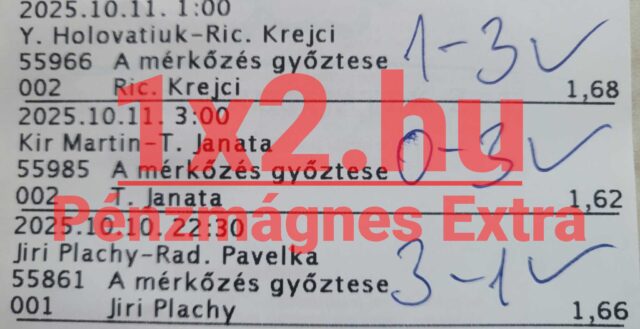 2025.10.11. 1:00
Y. Holovatiuk-Ric. Krejci
55966 A mérkőzés győztese 1-3 ✓
002 Ric. Krejci 1,68
2025.10.11. 3:00
Kir Martin-T. Janata
55985 A mérkőzés győztese 0-3 ✓
002 T. Janata 1,62
2025.10.10. 22:30
Jiri Plachy-Rad. Pavelka
55861 A mérkőzés győztese 3-1 ✓
001 Jiri Plachy 1,66
1x2.hu
Pénzmágnes Extra